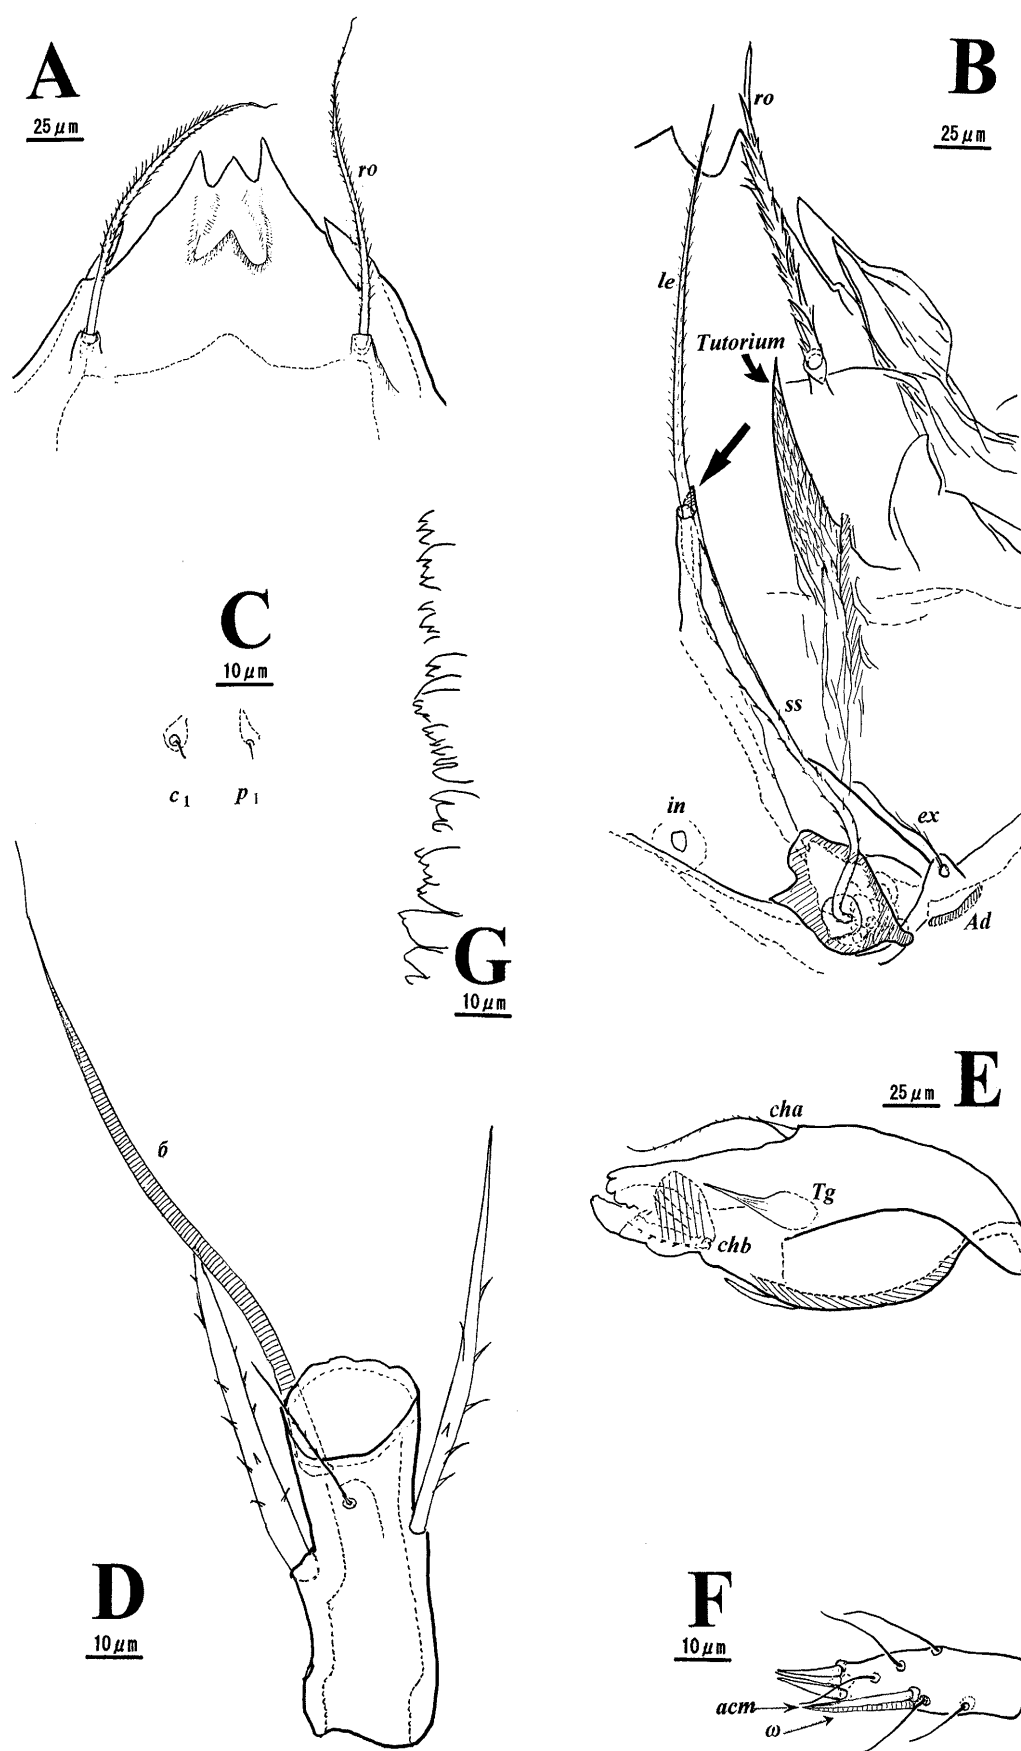 A
25 μm
ro
B
25 μm
ro
le
Tutorium
ss
in
ex
Ad
C
10 μm
c1
p1
G
10 μm
E
25 μm
cha
Tg
chb
б
D
10 μm
F
10 μm
acm
ω